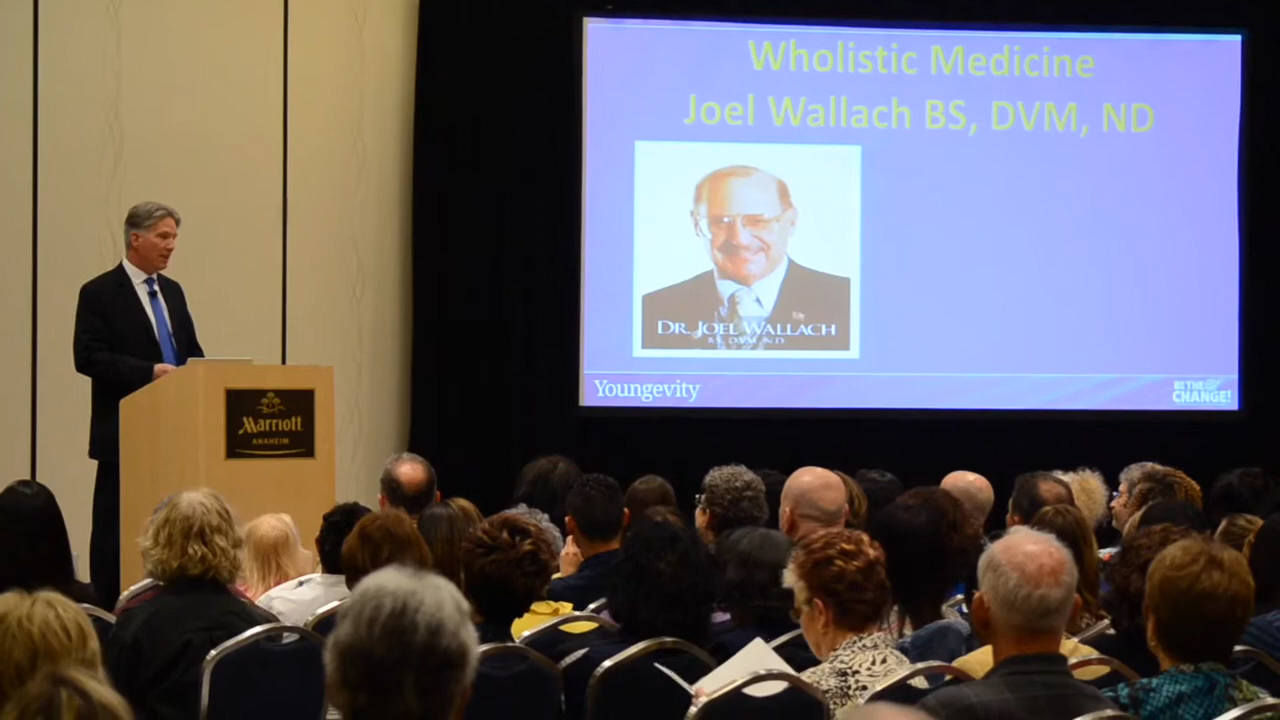 Wholistic Medicine
Joel Wallach BS, DVM, ND
DR. JOEL WALLACH
BS, DVM, ND
Youngevity
BE THE
CHANGE!
Marriott
ANAHEIM